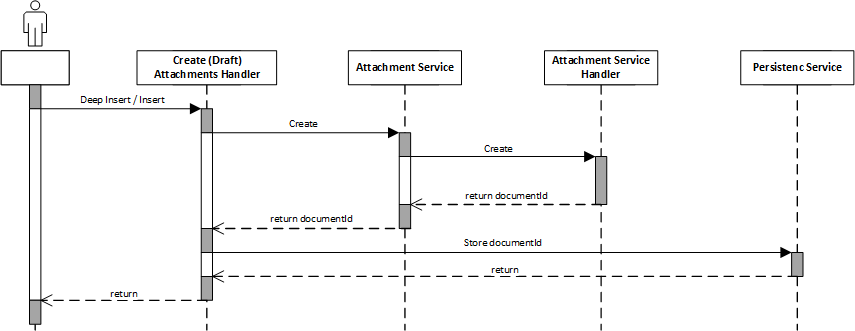 Create (Draft)
Attachments Handler
Attachment Service
Attachment Service
Handler
Persistenc Service
Deep Insert / Insert
Create
Create
return documentId
return documentId
Store documentId
return
return